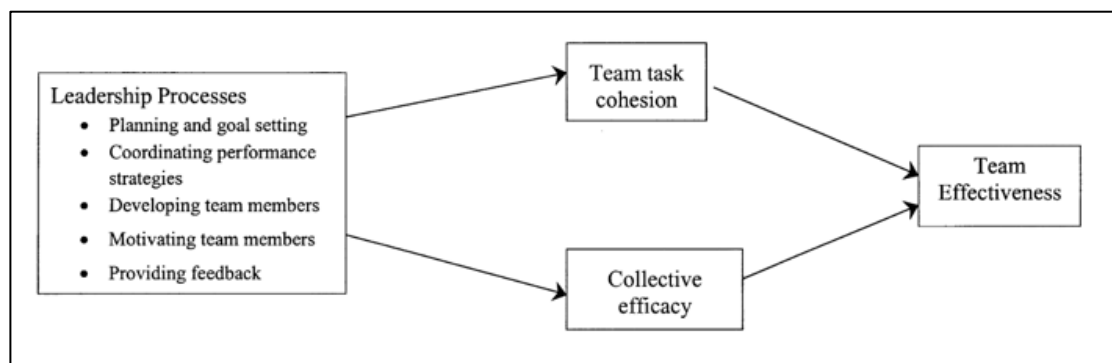 Leadership Processes
• Planning and goal setting
• Coordinating performance
strategies
• Developing team members
• Motivating team members
• Providing feedback
Team task
cohesion
Collective
efficacy
Team
Effectiveness